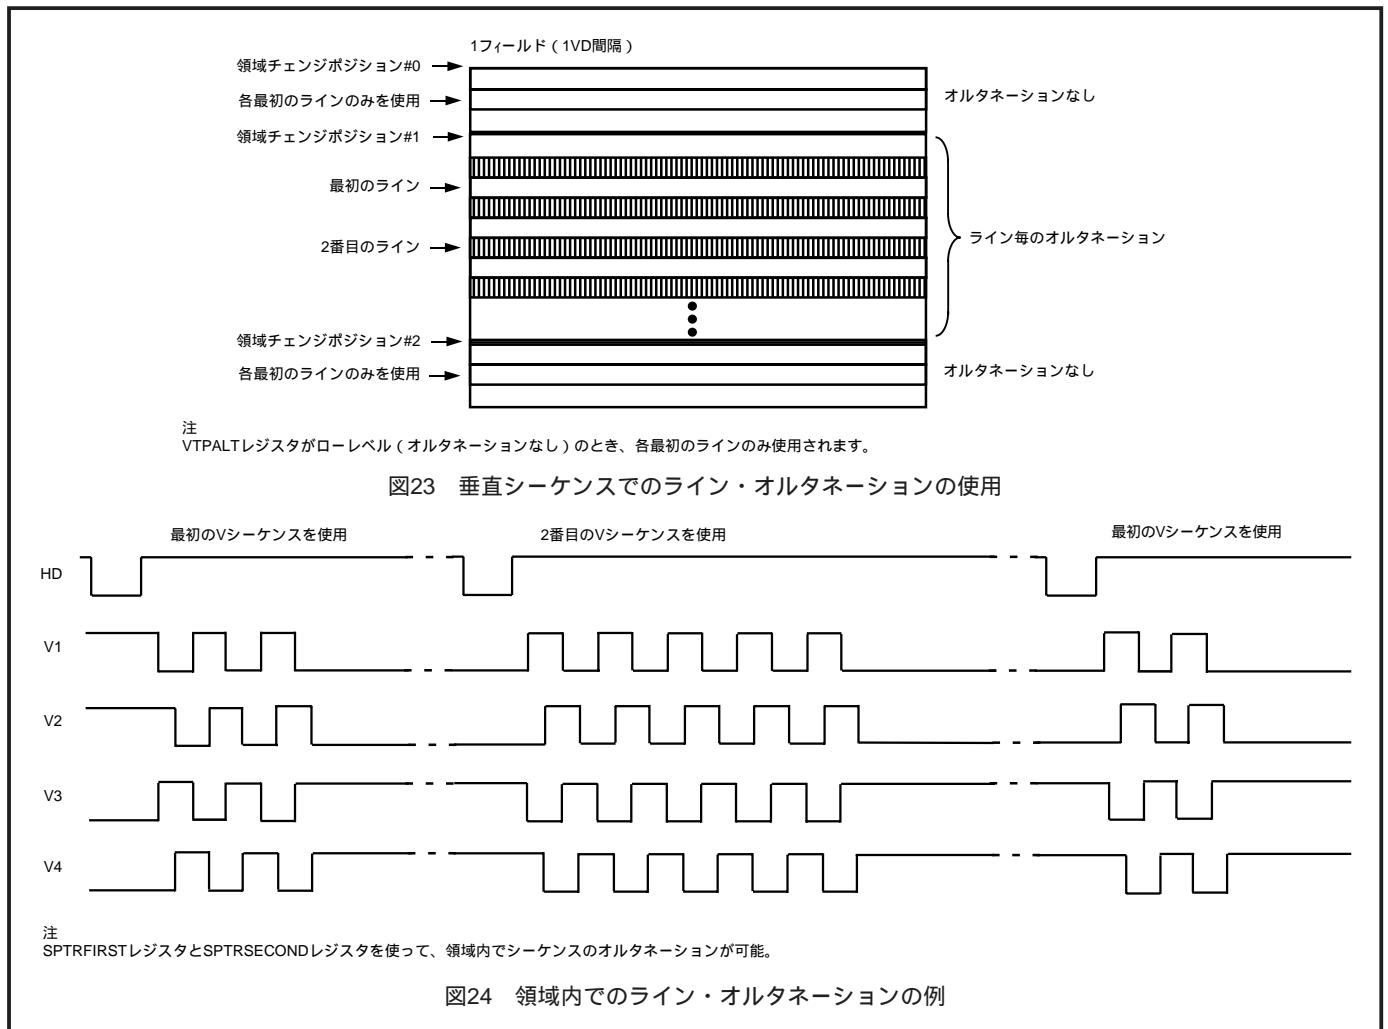 1フィールド（1VD間隔）
領域チェンジポジション#0
各最初のラインのみを使用
オルタネーションなし
領域チェンジポジション#1
最初のライン
2番目のライン
ライン毎のオルタネーション
領域チェンジポジション#2
各最初のラインのみを使用
オルタネーションなし
注
VTPALTレジスタがローレベル（オルタネーションなし）のとき、各最初のラインのみ使用されます。
図23　垂直シーケンスでのライン・オルタネーションの使用
最初のVシーケンスを使用
2番目のVシーケンスを使用
最初のVシーケンスを使用
HD
V1
V2
V3
V4
注
SPTRFIRSTレジスタとSPTRSECONDレジスタを使って、領域内でシーケンスのオルタネーションが可能。
図24　領域内でのライン・オルタネーションの例